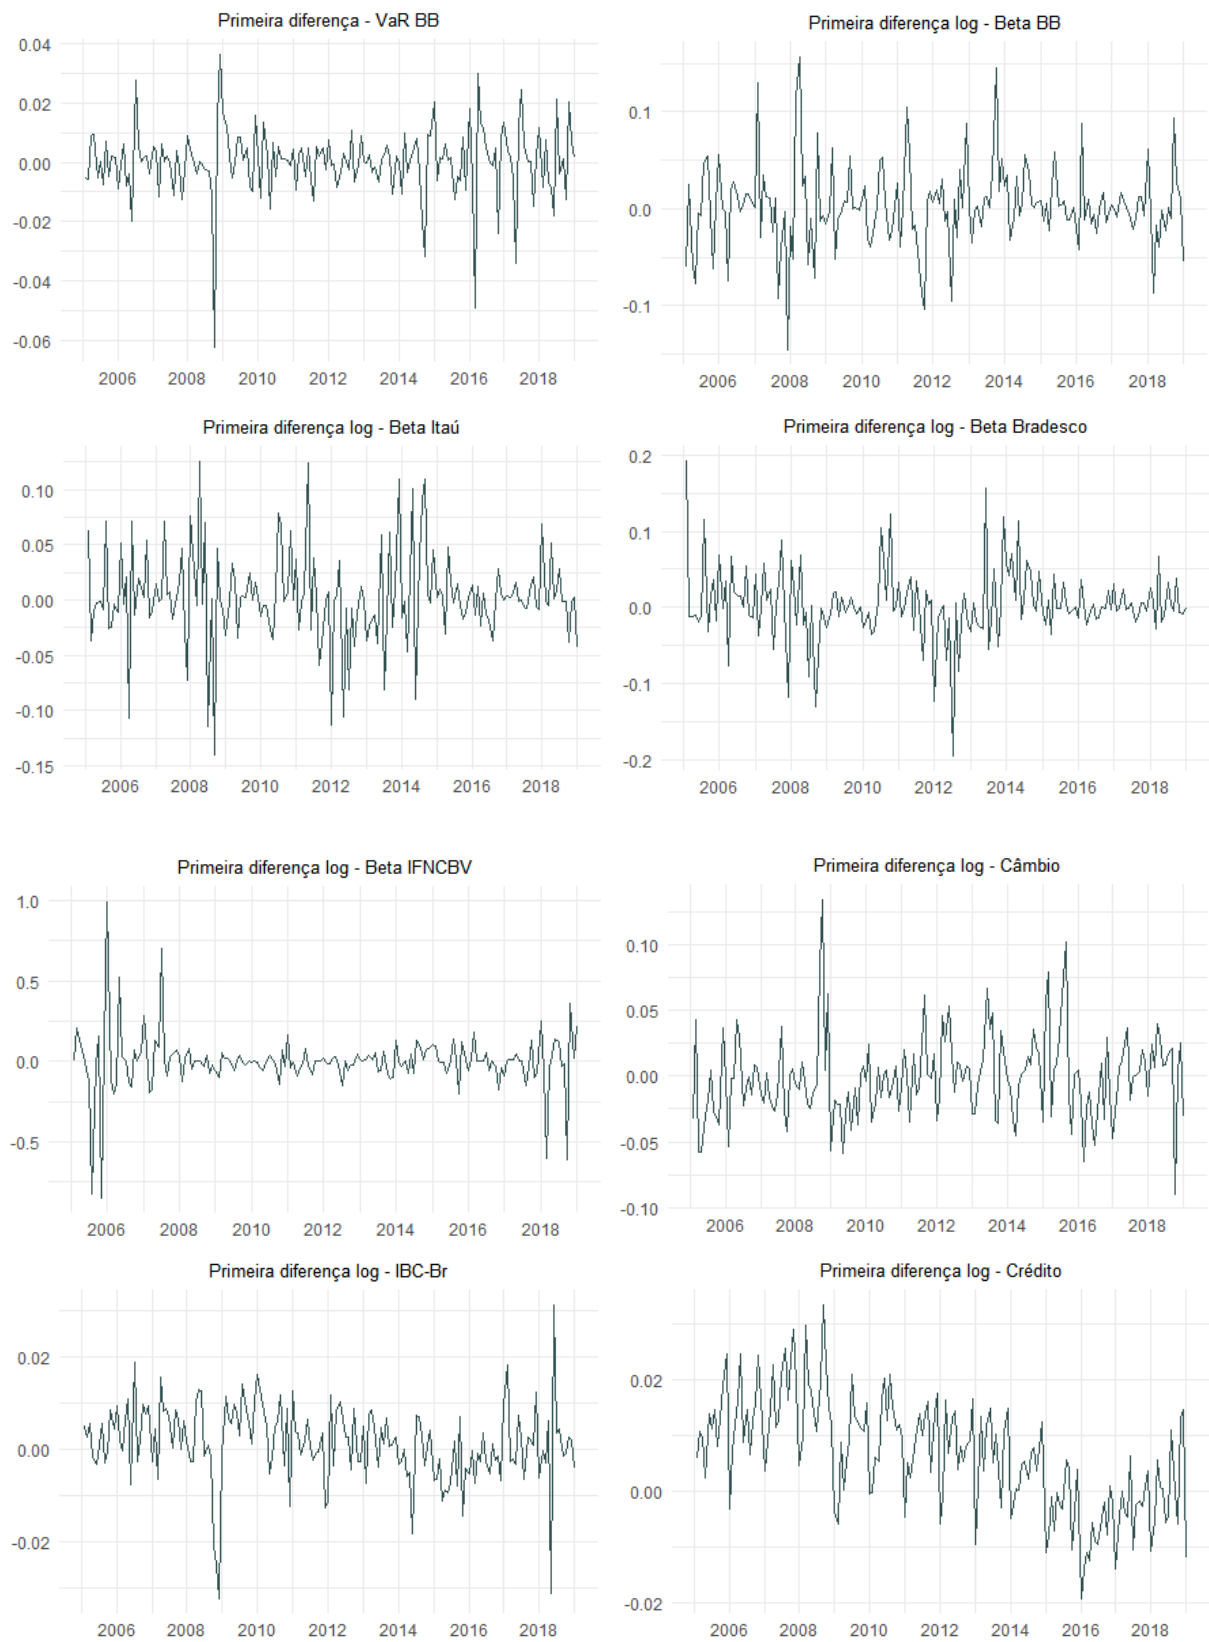 Primeira diferença - VaR BB
0.04
0.02
0.00
-0.02
-0.04
-0.06
2006 2008 2010 2012 2014 2016 2018
Primeira diferença log - Beta BB
0.1
0.0
-0.1
2006 2008 2010 2012 2014 2016 2018
Primeira diferença log - Beta Itaú
0.10
0.05
0.00
-0.05
-0.10
-0.15
2006 2008 2010 2012 2014 2016 2018
Primeira diferença log - Beta Bradesco
0.2
0.1
0.0
-0.1
-0.2
2006 2008 2010 2012 2014 2016 2018
Primeira diferença log - Beta IFNCBV
1.0
0.5
0.0
-0.5
2006 2008 2010 2012 2014 2016 2018
Primeira diferença log - Câmbio
0.10
0.05
0.00
-0.05
-0.10
2006 2008 2010 2012 2014 2016 2018
Primeira diferença log - IBC-Br
0.02
0.00
-0.02
2006 2008 2010 2012 2014 2016 2018
Primeira diferença log - Crédito
0.02
0.00
-0.02
2006 2008 2010 2012 2014 2016 2018